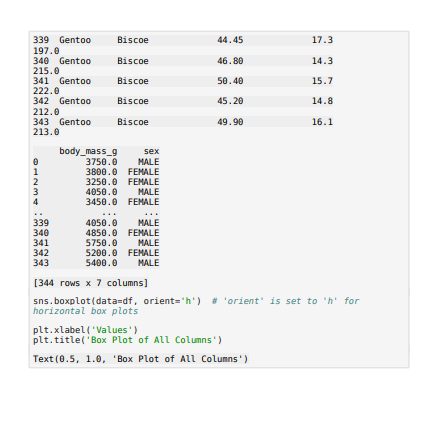 339 Gentoo Biscoe 44.45 17.3
197.0
340 Gentoo Biscoe 46.80 14.3
215.0
341 Gentoo Biscoe 50.40 15.7
222.0
342 Gentoo Biscoe 45.20 14.8
212.0
343 Gentoo Biscoe 49.90 16.1
213.0
body_mass_g sex
0 3750.0 MALE
1 3800.0 FEMALE
2 3250.0 FEMALE
3 4050.0 MALE
4 3450.0 FEMALE
.. ... ...
339 4050.0 MALE
340 4850.0 FEMALE
341 5750.0 MALE
342 5200.0 FEMALE
343 5400.0 MALE
[344 rows x 7 columns]
sns.boxplot(data=df, orient='h') # 'orient' is set to 'h' for
horizontal box plots
plt.xlabel('Values')
plt.title('Box Plot of All Columns')
Text(0.5, 1.0, 'Box Plot of All Columns')